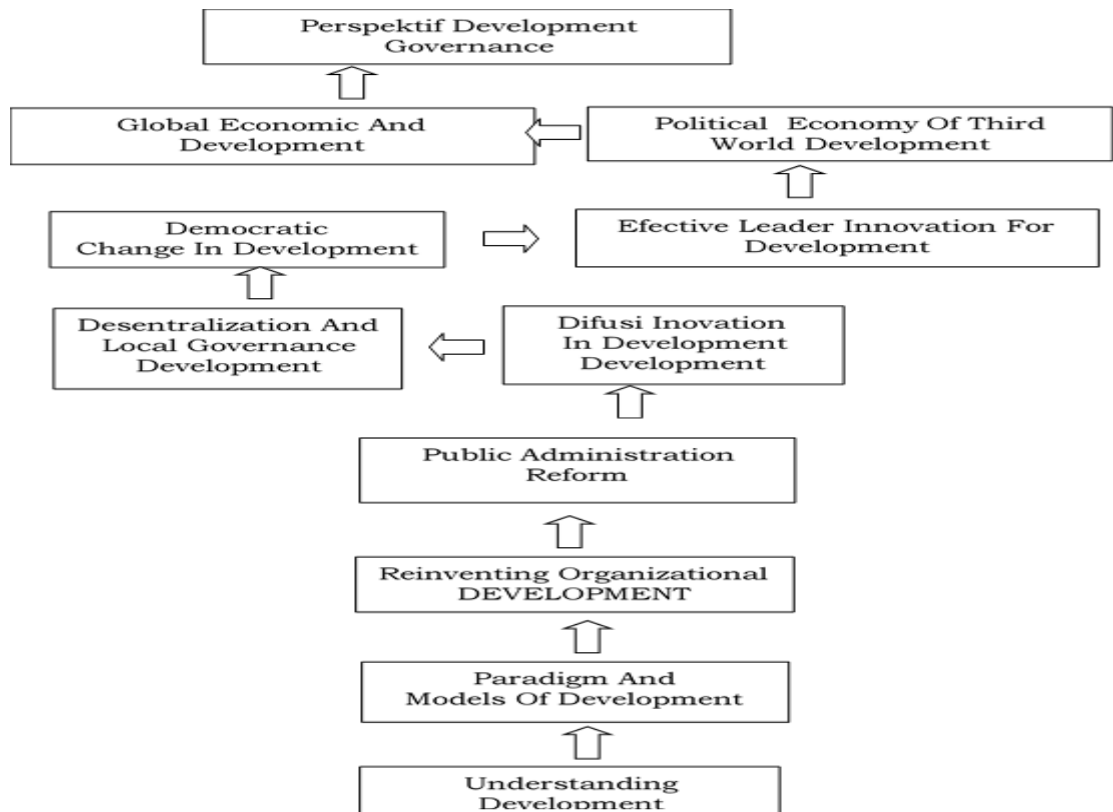 Perspektif Development
Governance
Global Economic And
Development
Political Economy Of Third
World Development
Democratic
Change In Development
Efective Leader Innovation For
Development
Desentralization And
Local Governance
Development
Difusi Inovation
In Development
Development
Public Administration
Reform
Reinventing Organizational
DEVELOPMENT
Paradigm And
Models Of Development
Understanding
Development